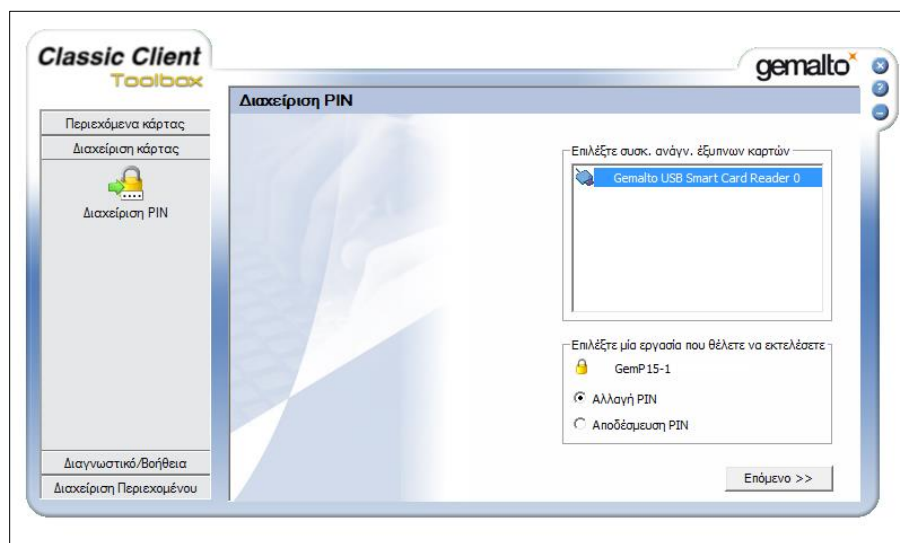 Classic Client
Toolbox
gemalto
Διαχείριση PIN
Περιεχόμενα κάρτας
Διαχείριση κάρτας
Διαχείριση PIN
Διαγνωστικό/Βοήθεια
Διαχείριση Περιεχομένου
Επιλέξτε συσκ. ανάγν. έξυπνων καρτών
Gemalto USB Smart Card Reader 0
Επιλέξτε μία εργασία που θέλετε να εκτελέσετε
GemP15-1
Αλλαγή PIN
Αποδέσμευση PIN
Επόμενο >>